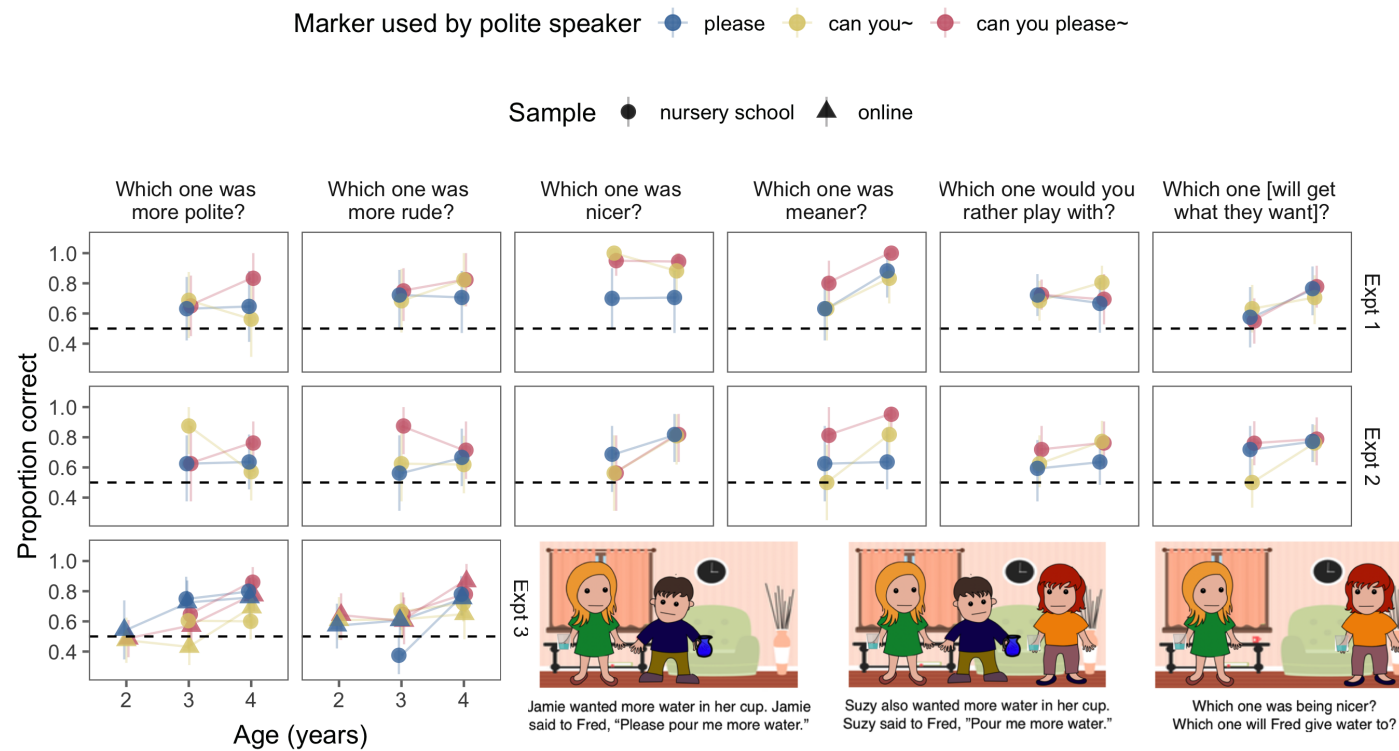 Marker used by polite speaker please can you~ can you please~
Sample nursery school online
Which one was
more polite?
Which one was
more rude?
Which one was
nicer?
Which one was
meaner?
Which one would you
rather play with?
Which one [will get
what they want]?
Proportion correct
1.0
0.8
0.6
0.4
Expt 1
1.0
0.8
0.6
0.4
Expt 2
1.0
0.8
0.6
0.4
Expt 3
2 3 4
2 3 4
Age (years)
Jamie wanted more water in her cup. Jamie
said to Fred, “Please pour me more water.”
Suzy also wanted more water in her cup.
Suzy said to Fred, ”Pour me more water.”
Which one was being nicer?
Which one will Fred give water to?